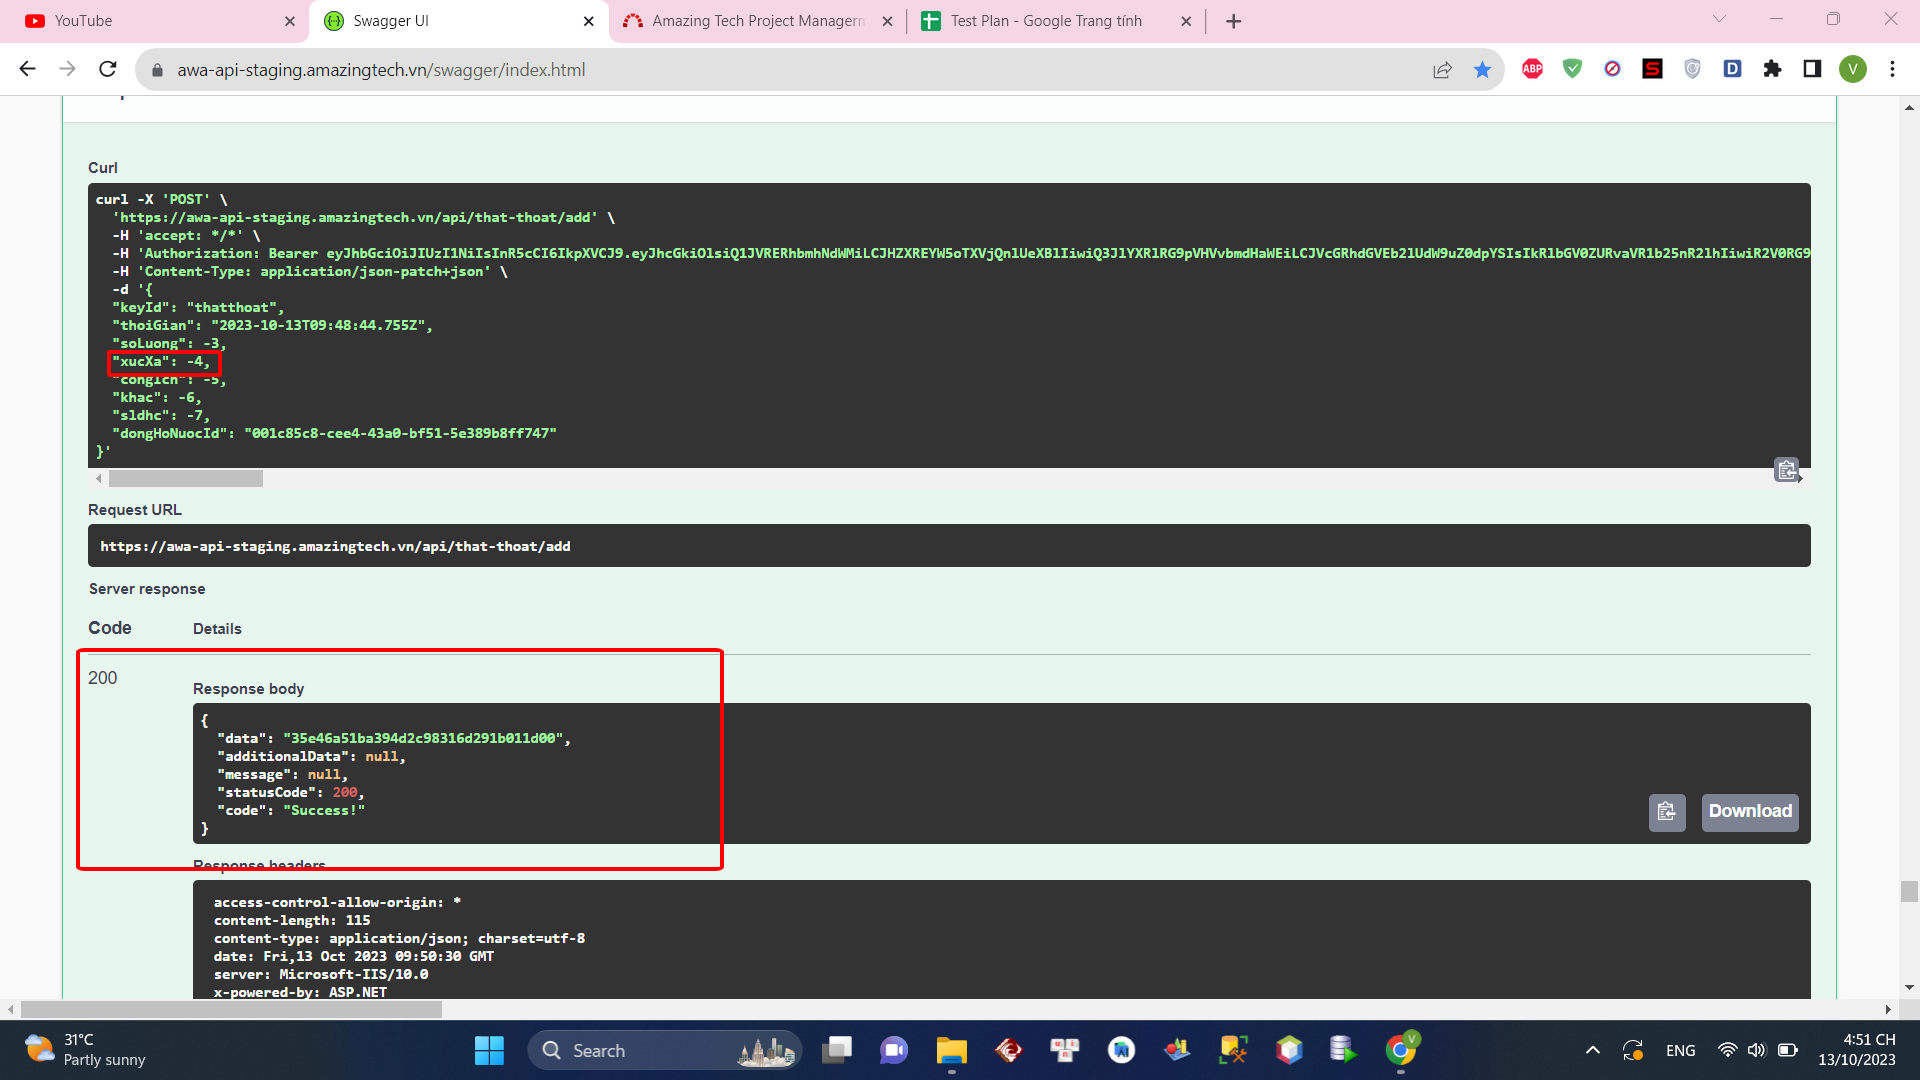 YouTube
Swagger UI
Amazing Tech Project Managem
Test Plan - Google Trang tính
awa-api-staging.amazingtech.vn/swagger/index.html
ABP
S
D
V
Curl
curl -X 'POST' \
'https://awa-api-staging.amazingtech.vn/api/that-thoat/add' \
-H 'accept: */*' \
-H 'Authorization: Bearer
-H 'Content-Type: application/json-patch+json' \
-d '{
"keyId": "thatthoat",
"thoiGian": "2023-10-13T09:48:44.755Z",
"soLuong": -3,
"xucXa": -4,
"congIch": -5,
"khac": -6,
"sldhc": -7,
"dongHoNuocId": "001c85c8-cee4-43a0-bf51-5e389b8ff747"
}'
Request URL
https://awa-api-staging.amazingtech.vn/api/that-thoat/add
Server response
Code Details
200
Response body
{
"data": "35e46a51ba394d2c98316d291b011d00",
"additionalData": null,
"message": null,
"statusCode": 200,
"code": "Success!"
}
Download
Response headers
access-control-allow-origin: *
content-length: 115
content-type: application/json; charset=utf-8
date: Fri,13 Oct 2023 09:50:30 GMT
server: Microsoft-IIS/10.0
x-powered-by: ASP.NET
31°C
Partly sunny
Search
V
ENG
4:51 CH
13/10/2023